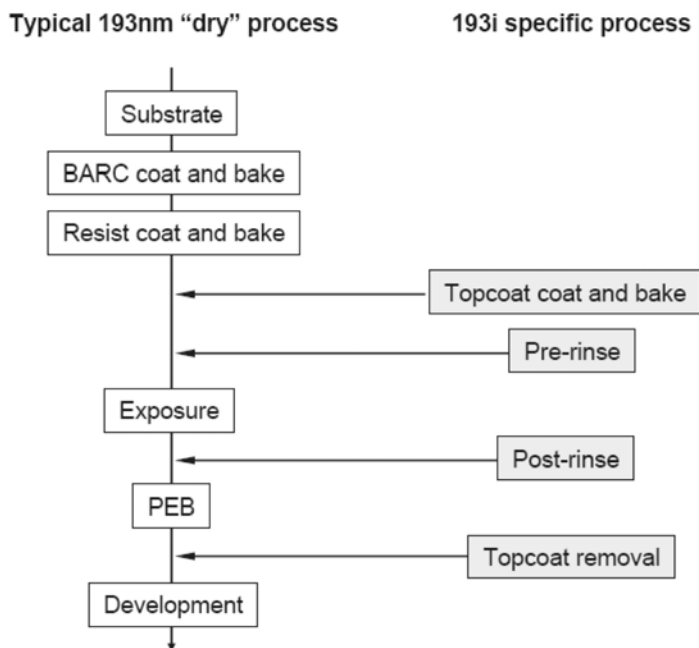 Typical 193nm “dry” process
193i specific process
Substrate
BARC coat and bake
Resist coat and bake
Topcoat coat and bake
Pre-rinse
Exposure
Post-rinse
PEB
Topcoat removal
Development